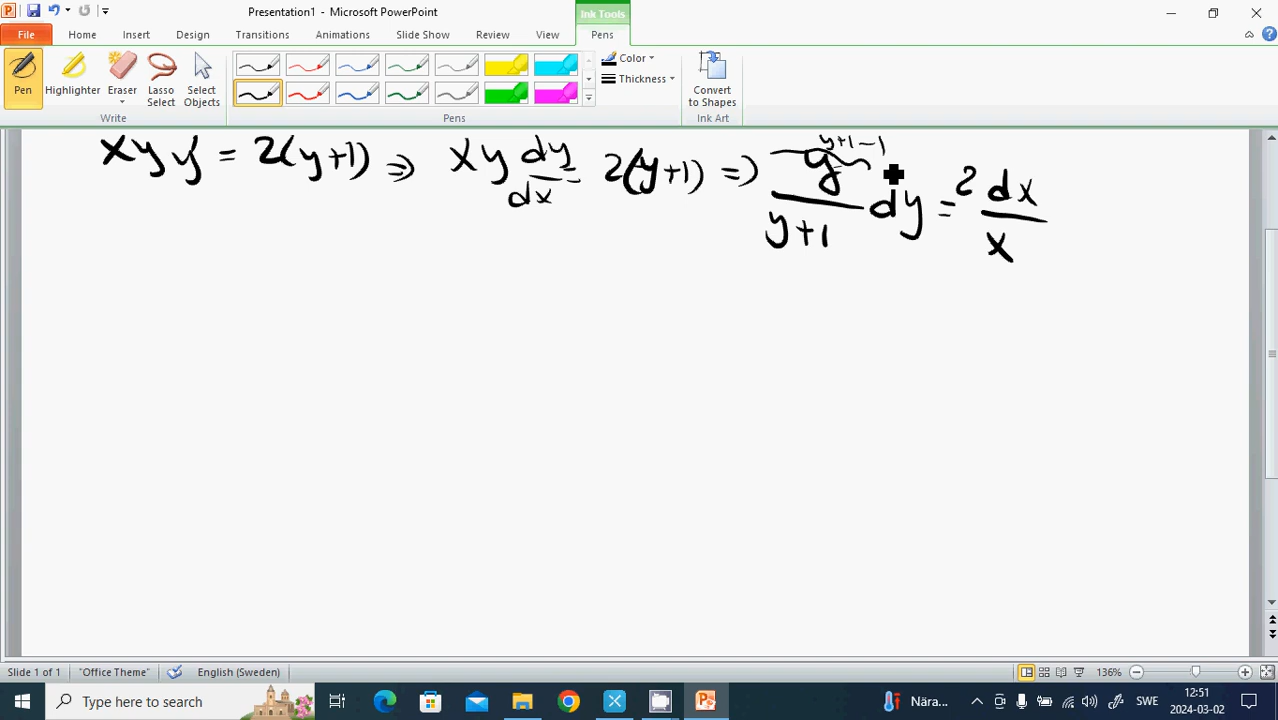 Presentation1 - Microsoft PowerPoint
Ink Tools
File Home Insert Design Transitions Animations Slide Show Review View Pens
Pen Highlighter Eraser Lasso Select Select Objects
Color
Thickness
Convert to Shapes
Write Pens Ink Art
xyy' = 2(y+1) ⇒ xy dy/dx = 2(y+1) ⇒ y/(y+1) dy = 2 dx/x
y+1-1
Slide 1 of 1 "Office Theme" English (Sweden) 136%
Type here to search Nära... SWE 12:51
2024-03-02